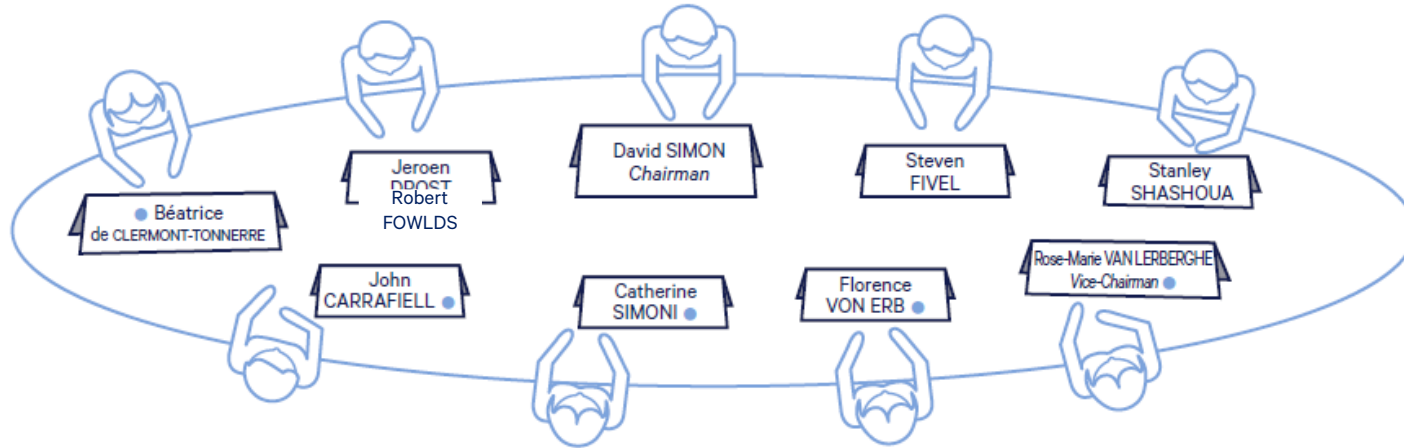 Béatrice
de CLERMONT-TONNERRE
Jeroen
DROST
Robert
FOWLDS
David SIMON
Chairman
Steven
FIVEL
Stanley
SHASHOUA
John
CARRAFIELL
Catherine
SIMONI
Florence
VON ERB
Rose-Marie VAN LERBERGHE
Vice-Chairman